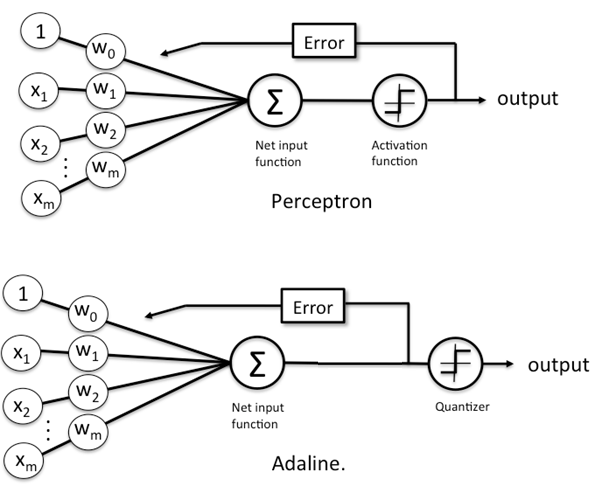 1
w0
Error
x1
w1
Σ
output
x2
w2
Net input
function
Activation
function
⋮
wm
xm
Perceptron
1
w0
Error
x1
w1
Σ
output
x2
w2
Net input
function
Quantizer
⋮
wm
xm
Adaline.